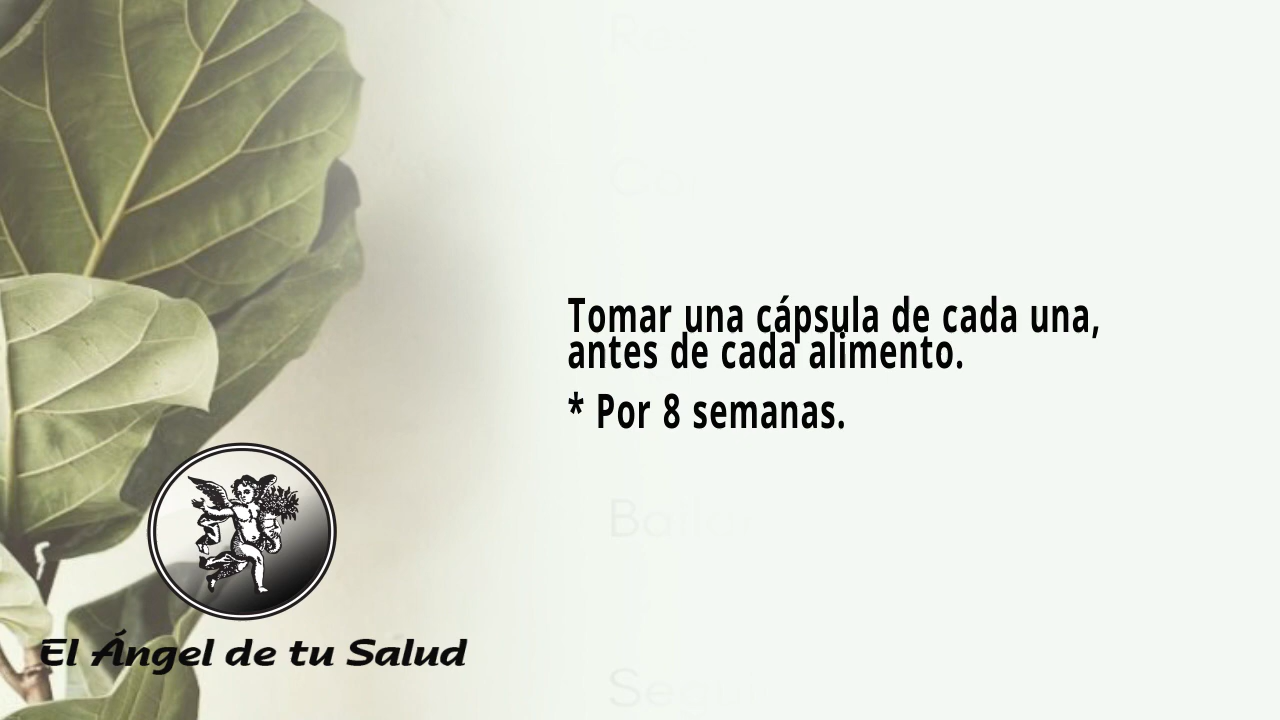 Tomar una cápsula de cada una,
antes de cada alimento.
* Por 8 semanas.
El Ángel de tu Salud